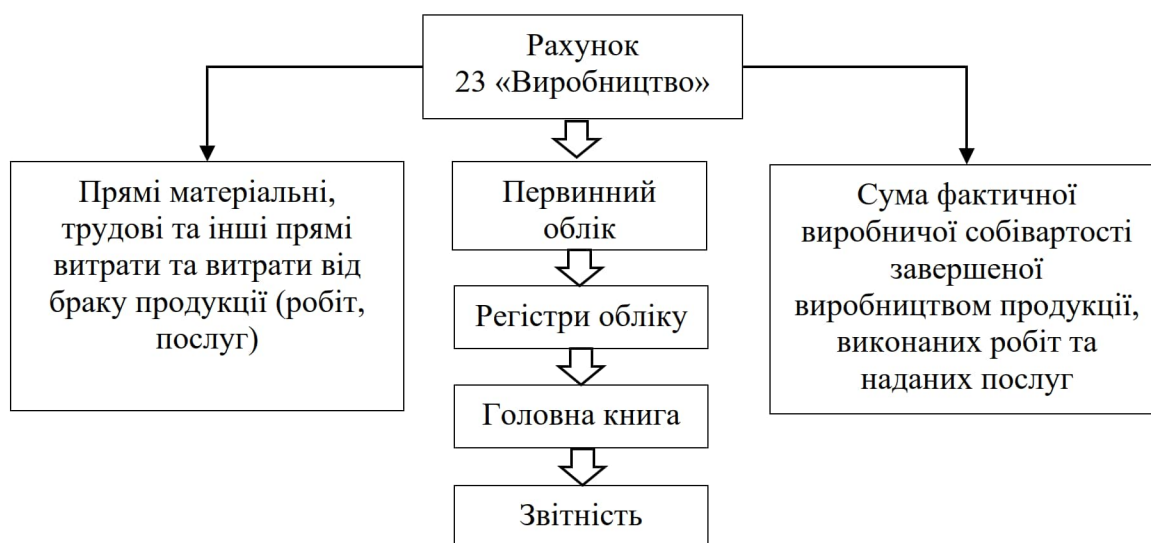 Рахунок
23 «Виробництво»
Прямі матеріальні,
трудові та інші прямі
витрати та витрати від
браку продукції (робіт,
послуг)
Первинний
облік
Регістри обліку
Головна книга
Звітність
Сума фактичної
виробничої собівартості
завершеної
виробництвом продукції,
виконаних робіт та
наданих послуг